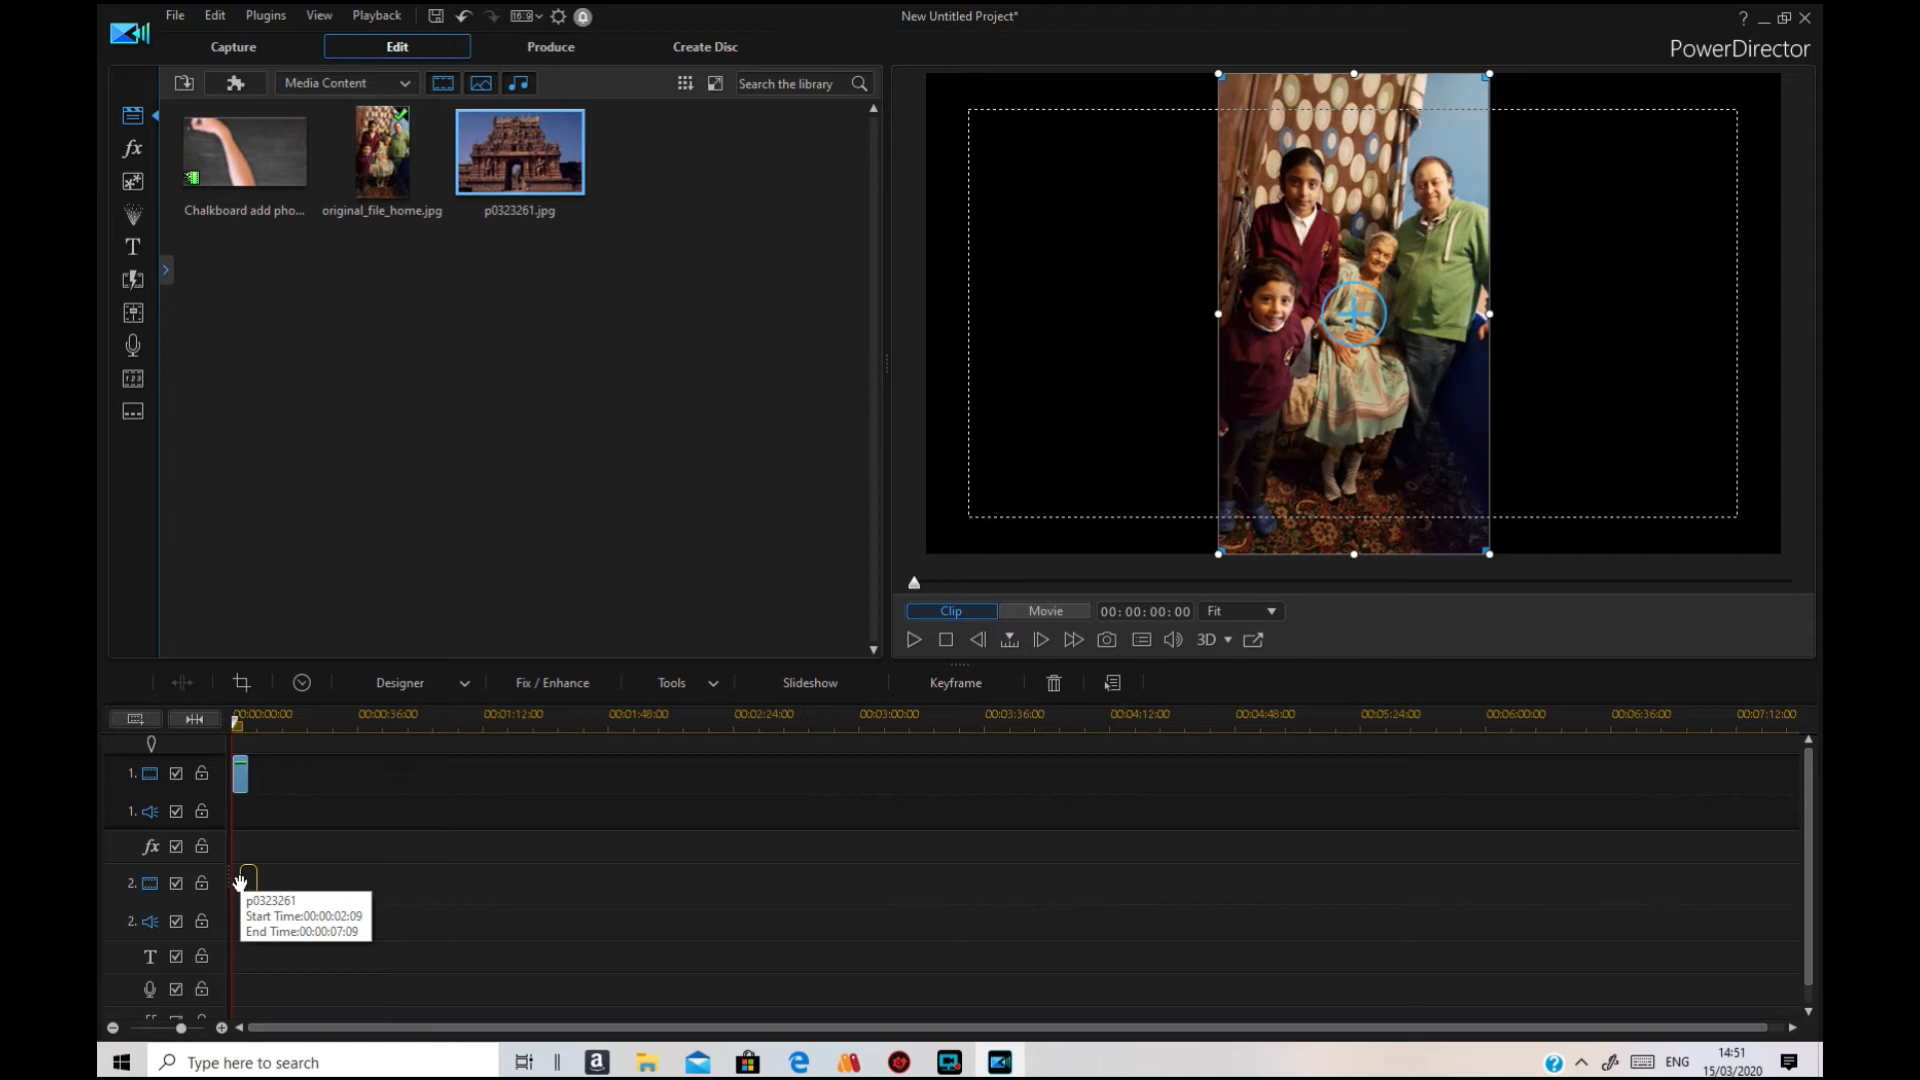 File Edit Plugins View Playback 16:9 New Untitled Project* ?
Capture Edit Produce Create Disc PowerDirector
Media Content Search the library
fx
T
Chalkboard add pho... original_file_home.jpg p0323261.jpg
Clip Movie 00:00:00:00 Fit
3D
Designer Fix / Enhance Tools Slideshow Keyframe
00:00:00:00 00:00:36:00 00:01:12:00 00:01:48:00 00:02:24:00 00:03:00:00 00:03:36:00 00:04:12:00 00:04:48:00 00:05:24:00 00:06:00:00 00:06:36:00 00:07:12:00
1.
1.
fx
2.
p0323261
Start Time:00:00:02:09
End Time:00:00:07:09
2.
T
Type here to search ENG 14:51
15/03/2020